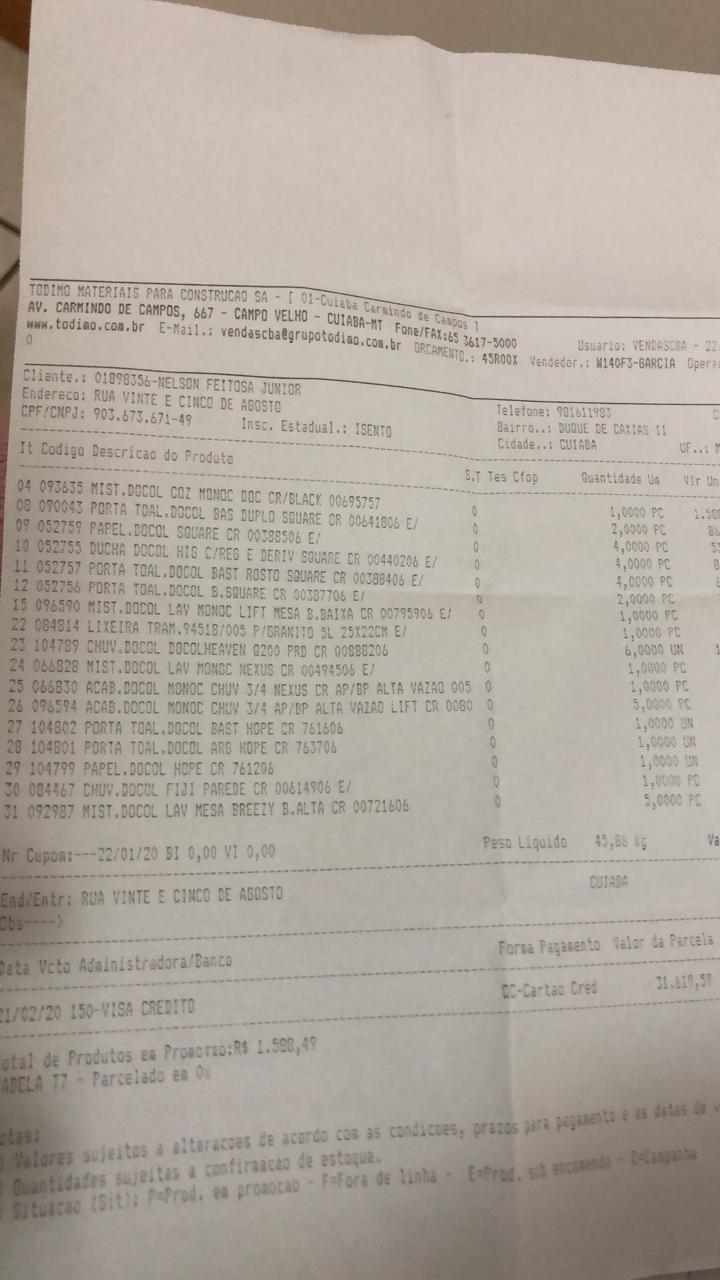 TODIMO MATERIAIS PARA CONSTRUCAO SA - [ 01-Cuiaba Carmindo de Campos ]
AV. CARMINDO DE CAMPOS, 667 - CAMPO VELHO - CUIABA-MT Fone/FAX:65 3617-5000
www.todimo.com.br E-Mail.: vendascba@grupotodimo.com.br ORCAMENTO.: 45R00X Usuario: VENDASCBA - 22
0 Vendedor.: W140F3-GARCIA Opera
Cliente.: 01898356-NELSON FEITOSA JUNIOR
Endereco: RUA VINTE E CINCO DE AGOSTO Telefone: 981611983
CPF/CNPJ: 903.673.671-49 Insc. Estadual.: ISENTO Bairro..: DUQUE DE CAXIAS 11
Cidade..: CUIABA UF..: M
It Codigo Descricao do Produto S.T Tes Cfop Quantidade Um Vlr Un
04 093635 MIST.DOCOL COZ MONOC DOC CR/BLACK 00695757 0 1,0000 PC
08 090043 PORTA TOAL.DOCOL BAS DUPLO SQUARE CR 00641806 E/ 0 2,0000 PC
09 052759 PAPEL.DOCOL SQUARE CR 00388506 E/ 0 4,0000 PC
10 052755 DUCHA DOCOL HIG C/REG E DERIV SQUARE CR 00440206 E/ 0 4,0000 PC
11 052757 PORTA TOAL.DOCOL BAST ROSTO SQUARE CR 00388406 E/ 0 4,0000 PC
12 052756 PORTA TOAL.DOCOL B.SQUARE CR 00387706 E/ 0 2,0000 PC
15 096590 MIST.DOCOL LAV MONOC LIFT MESA B.BAIXA CR 00795906 E/ 0 1,0000 PC
22 084814 LIXEIRA TRAM.94518/005 P/GRANITO 5L 25X22CM E/ 0 1,0000 PC
23 104789 CHUV.DOCOL DOCOLHEAVEN Q200 PRD CR 00888206 0 6,0000 UN
24 066828 MIST.DOCOL LAV MONOC NEXUS CR 00494506 E/ 0 1,0000 PC
25 066830 ACAB.DOCOL MONOC CHUV 3/4 NEXUS CR AP/BP ALTA VAZAO 005 0 1,0000 PC
26 096594 ACAB.DOCOL MONOC CHUV 3/4 AP/BP ALTA VAZAO LIFT CR 0080 0 5,0000 PC
27 104802 PORTA TOAL.DOCOL BAST HOPE CR 761606 0 1,0000 UN
28 104801 PORTA TOAL.DOCOL ARG HOPE CR 763706 0 1,0000 UN
29 104799 PAPEL.DOCOL HOPE CR 761206 0 1,0000 UN
30 084467 CHUV.DOCOL FIJI PAREDE CR 00614906 E/ 0 1,0000 PC
31 092987 MIST.DOCOL LAV MESA BREEZY B.ALTA CR 00721606 0 5,0000 PC
Nr Cupom:---22/01/20 BI 0,00 VI 0,00 Peso Liquido 45,86 kg Va
End/Entr: RUA VINTE E CINCO DE AGOSTO CUIABA
Obs---->
Data Vcto Administradora/Banco Forma Pagamento Valor da Parcela
21/02/20 150-VISA CREDITO CC-Cartao Cred 31.619,59
otal de Produtos em Promocao:R$ 1.598,49
ABELA T7 - Parcelado em 0x
otas:
) Valores sujeitos a alteracoes de acordo com as condicoes, prazos para pagamento e as datas de
) Quantidades sujeitas a confirmacao de estoque.
) Situacao (Sit): P=Prod. em promocao - F=Fora de linha - E=Prod. sob encomenda - C=Campanha